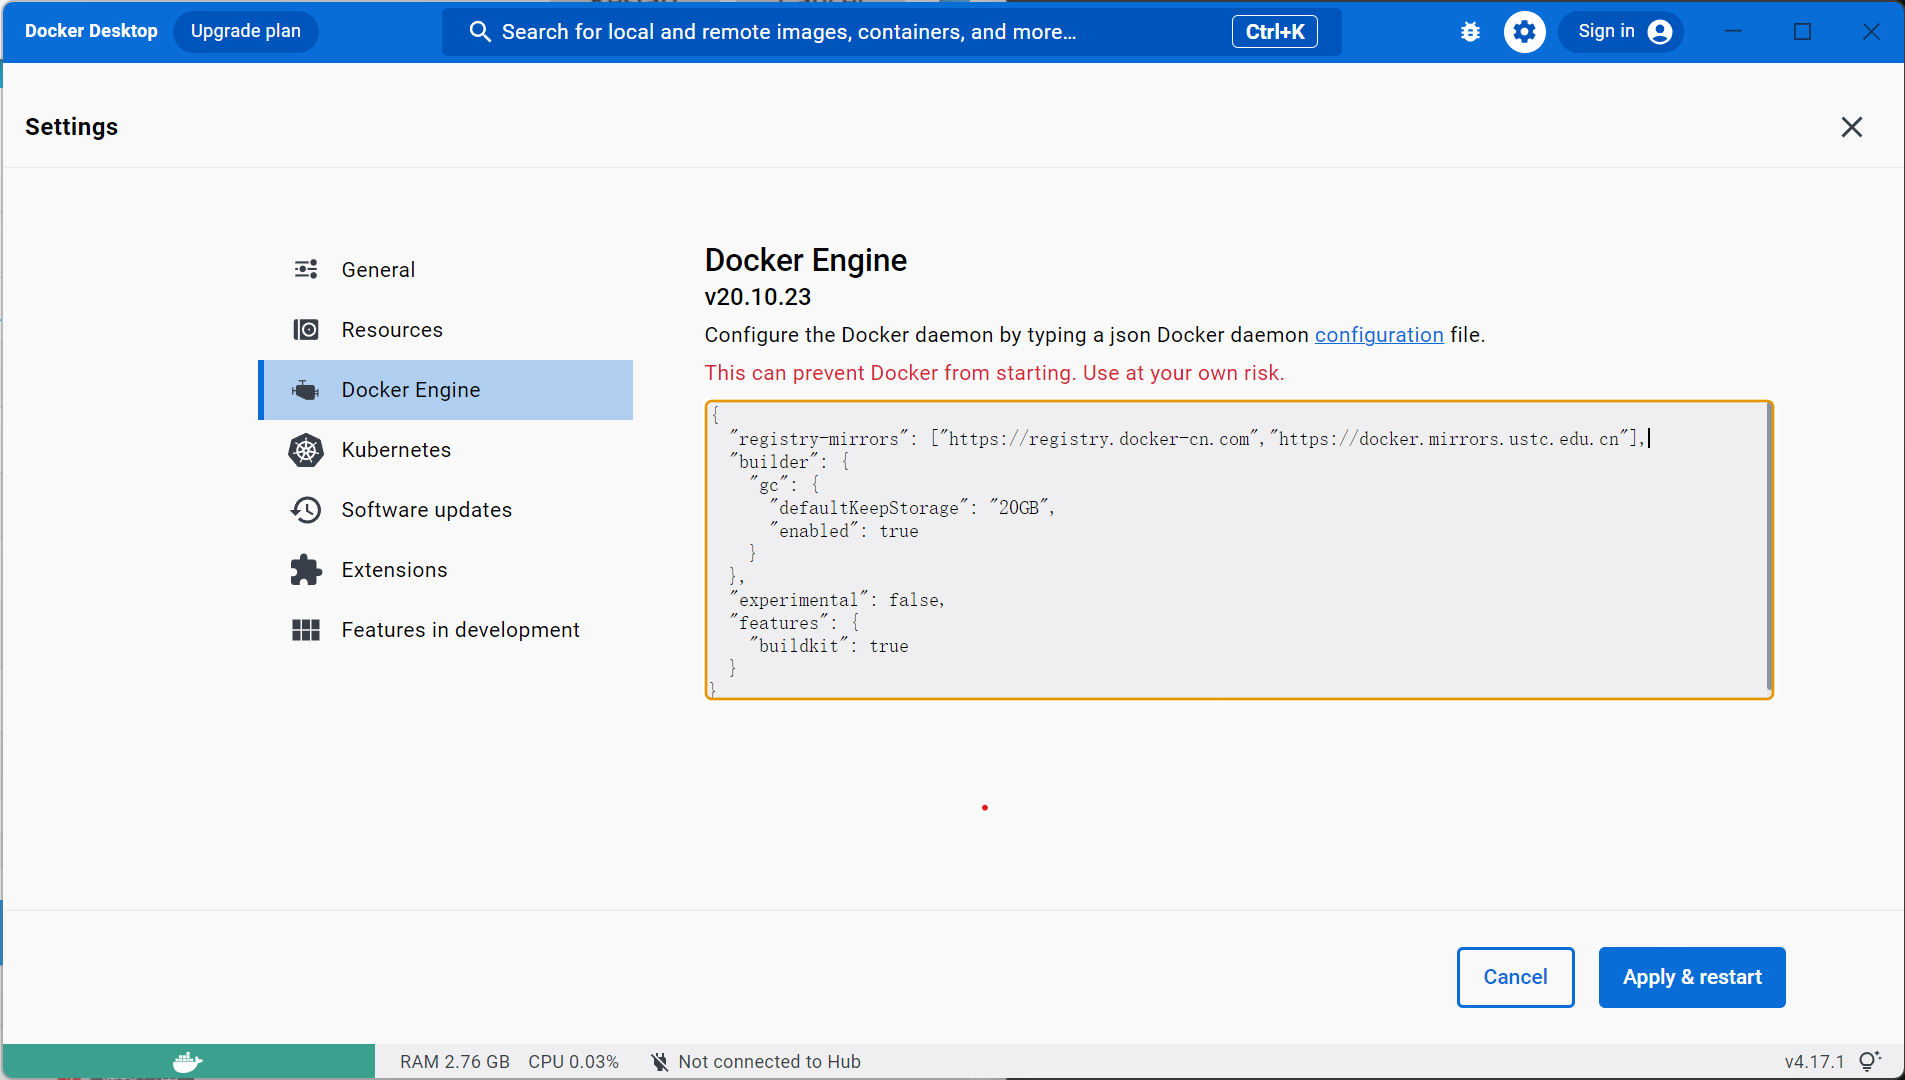 Docker Desktop
Upgrade plan
Search for local and remote images, containers, and more...
Ctrl+K
Sign in
Settings
General
Resources
Docker Engine
Kubernetes
Software updates
Extensions
Features in development
Docker Engine
v20.10.23
Configure the Docker daemon by typing a json Docker daemon configuration file.
This can prevent Docker from starting. Use at your own risk.
{
  "registry-mirrors": ["https://registry.docker-cn.com","https://docker.mirrors.ustc.edu.cn"],
  "builder": {
    "gc": {
      "defaultKeepStorage": "20GB",
      "enabled": true
    }
  },
  "experimental": false,
  "features": {
    "buildkit": true
  }
}
Cancel
Apply & restart
RAM 2.76 GB
CPU 0.03%
Not connected to Hub
v4.17.1